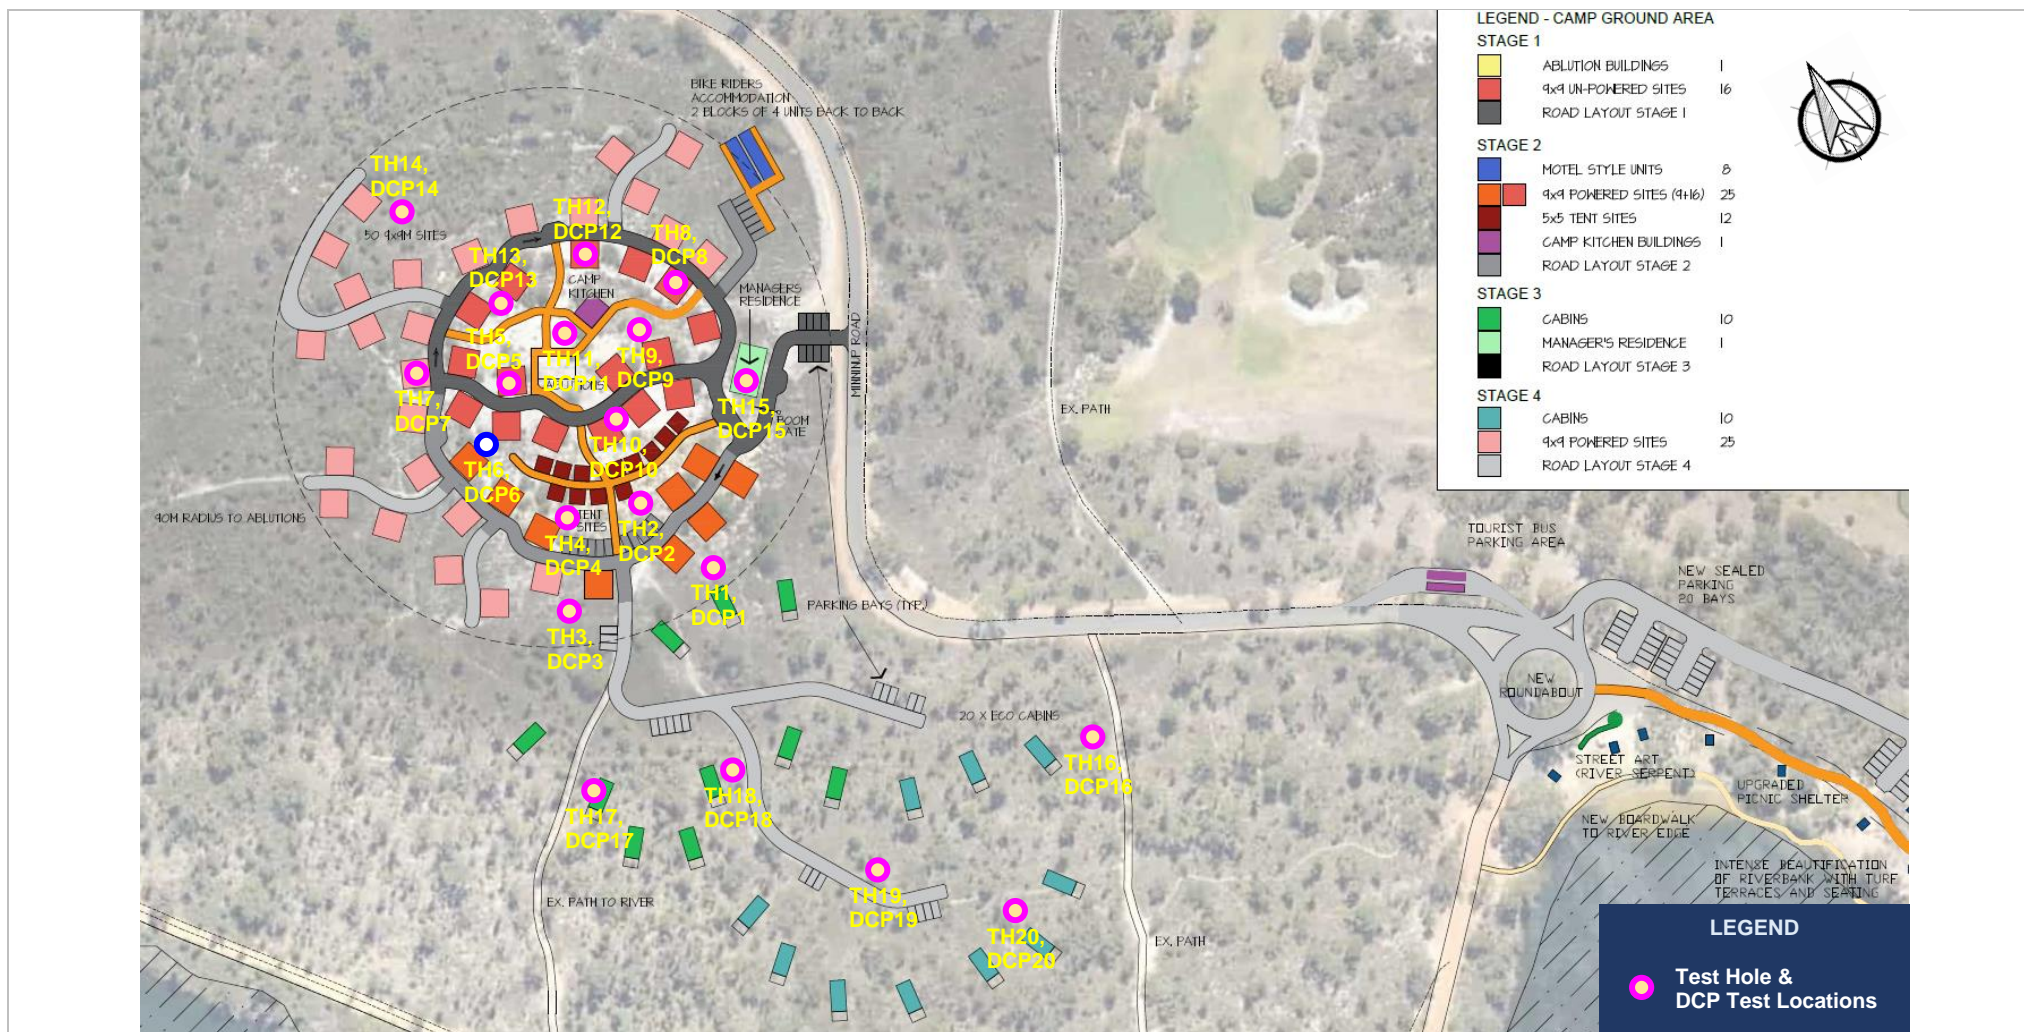 LEGEND - CAMP GROUND AREA
STAGE 1
ABLUTION BUILDINGS 1
9x9 UN-POWERED SITES 16
ROAD LAYOUT STAGE 1
STAGE 2
MOTEL STYLE UNITS 8
9x9 POWERED SITES (9+16) 25
5x5 TENT SITES 12
CAMP KITCHEN BUILDINGS 1
ROAD LAYOUT STAGE 2
STAGE 3
CABINS 10
MANAGER'S RESIDENCE 1
ROAD LAYOUT STAGE 3
STAGE 4
CABINS 10
9x9 POWERED SITES 25
ROAD LAYOUT STAGE 4
N
BIKE RIDERS
ACCOMMODATION
2 BLOCKS OF 4 UNITS BACK TO BACK
TH14,
DCP14
50 9x9M SITES
TH12,
DCP12
TH8,
DCP8
TH13,
DCP13
CAMP
KITCHEN
MANAGERS
RESIDENCE
MINNINUP ROAD
TH5,
DCP5
TH11,
DCP11
TH9,
DCP9
TH7,
DCP7
TH15,
DCP15
TH10,
DCP10
TH6,
DCP6
90M RADIUS TO ABLUTIONS
TENT
SITES
TH4,
DCP4
TH2,
DCP2
TH1,
DCP1
TH3,
DCP3
PARKING BAYS (TYP.)
EX. PATH
TOURIST BUS
PARKING AREA
NEW SEALED
PARKING
20 BAYS
NEW
ROUNDABOUT
20 X ECO CABINS
TH16,
DCP16
TH18,
DCP18
TH17,
DCP17
TH19,
DCP19
TH20,
DCP20
EX. PATH TO RIVER
EX. PATH
STREET ART
(RIVER SERPENT)
UPGRADED
PICNIC SHELTER
NEW BOARDWALK
TO RIVER EDGE
INTENSE BEAUTIFICATION
OF RIVERBANK WITH TURF
TERRACES AND SEATING
LEGEND
Test Hole &
DCP Test Locations